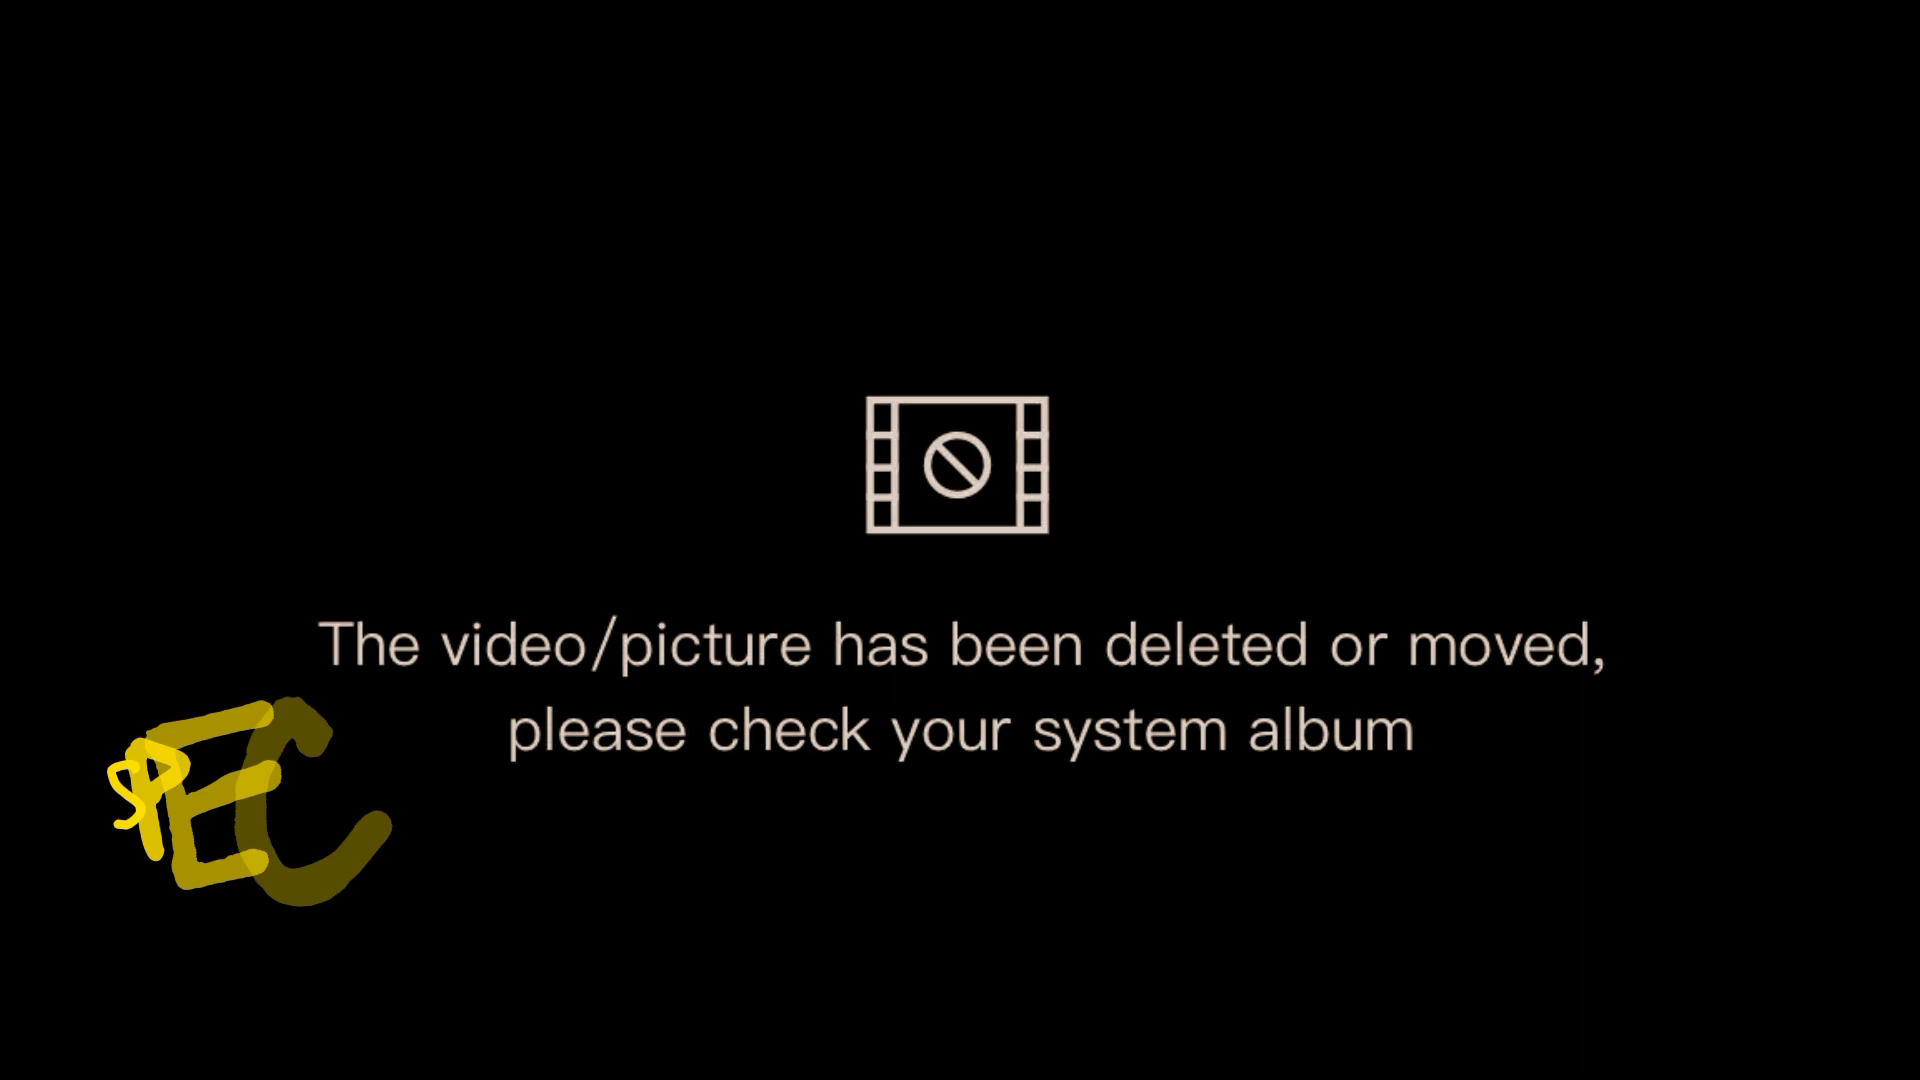 The video/picture has been deleted or moved,
please check your system album
SPEC